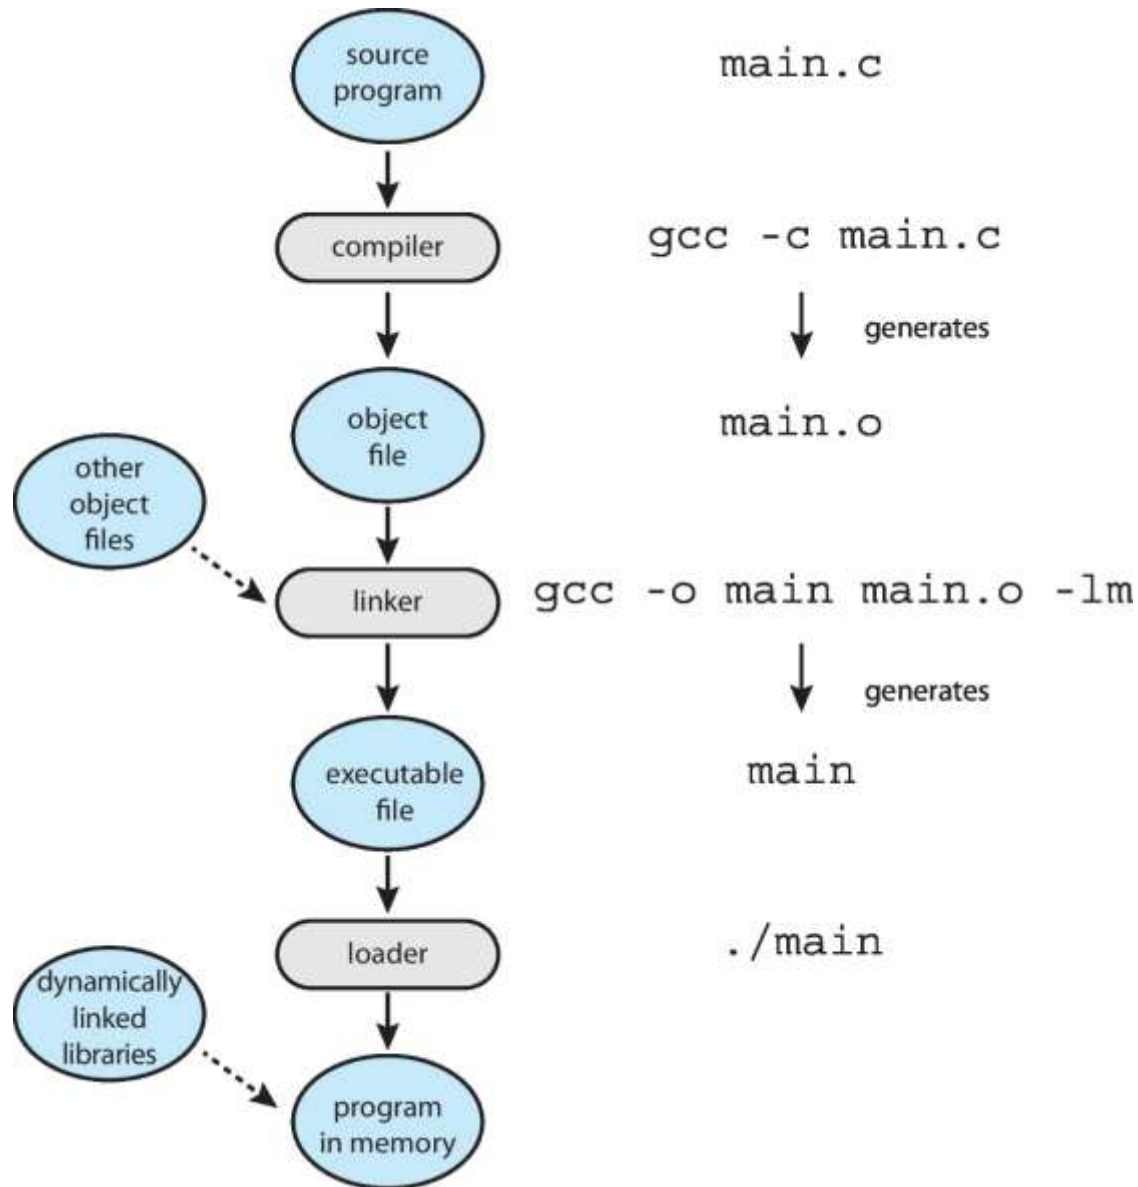 source
program
main.c
compiler
gcc -c main.c
generates
object
file
main.o
other
object
files
linker
gcc -o main main.o -lm
generates
executable
file
main
loader
./main
dynamically
linked
libraries
program
in memory